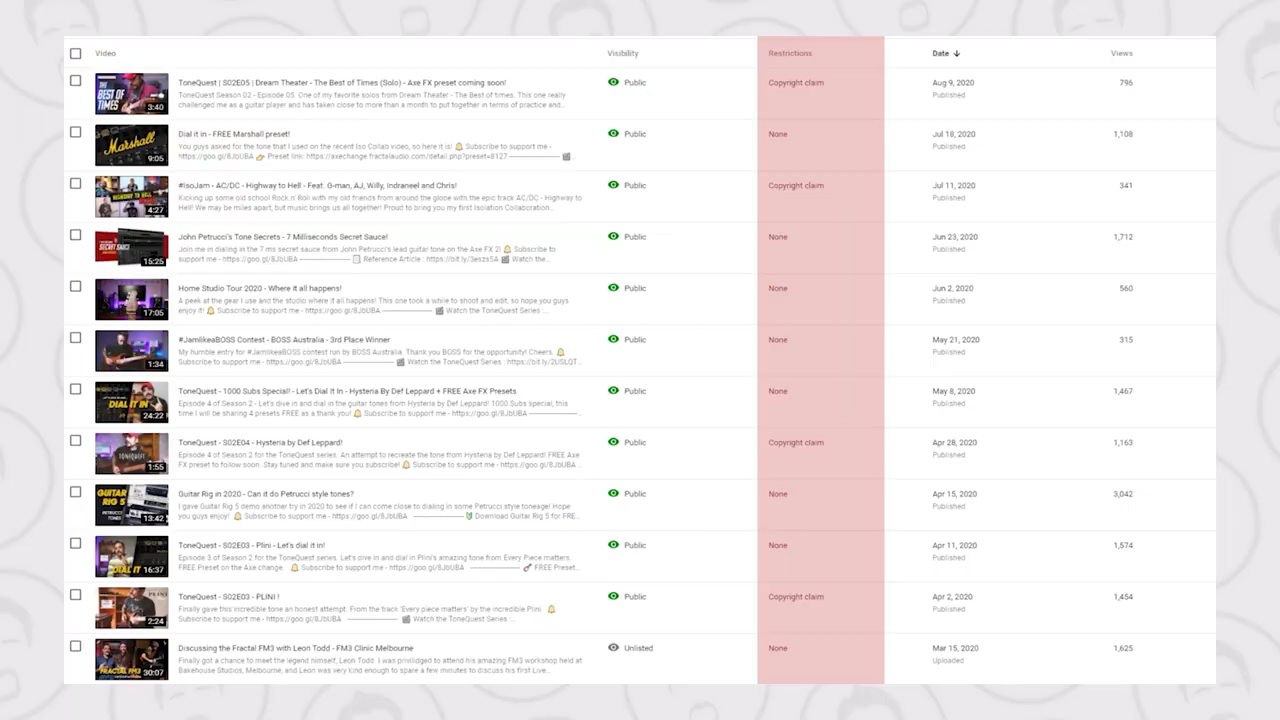 Video Visibility Restrictions Date Views
THE BEST OF TIMES
3:40
ToneQuest | S02E05 | Dream Theater - The Best of Times (Solo) - Axe FX preset coming soon!
ToneQuest Season 02 - Episode 05. One of my favorite solos from Dream Theater - The Best of Times. This one really
challenged me as a guitar player and has taken close to more than a month to put together in terms of practice and...
Public
Copyright claim
Aug 9, 2020
Published
796
Marshall
9:05
Dial it in - FREE Marshall preset!
You guys asked for the tone that I used on the recent Iso Collab video, so here it is! 🔔 Subscribe to support me -
https://goo.gl/8JbUBA 👉 Preset link: https://axechange.fractalaudio.com/detail.php?preset=8127 ---------------- 🎬 ..
Public
None
Jul 18, 2020
Published
1,108
HIGHWAY TO HELL
4:27
#IsoJam - AC/DC - Highway to Hell - Feat. G-man, AJ, Willy, Indraneel and Chris!
Kicking up some old school Rock n' Roll with my old friends from around the globe with the epic track AC/DC - Highway to
Hell! We may be miles apart, but music brings us all together! Proud to bring you my first Isolation Collaboration...
Public
Copyright claim
Jul 11, 2020
Published
341
SECRET SAUCE
15:25
John Petrucci's Tone Secrets - 7 Milliseconds Secret Sauce!
Join me in dialing in the 7 ms secret sauce from John Petrucci's lead guitar tone on the Axe FX 2! 🔔 Subscribe to
support me - https://goo.gl/8JbUBA ---------------- 📋 Reference Article : https://bit.ly/3eszs5A 🎬 Watch the...
Public
None
Jun 23, 2020
Published
1,712
17:05
Home Studio Tour 2020 - Where it all happens!
A peek at the gear I use and the studio where it all happens! This one took a while to shoot and edit, so hope you guys
enjoy it! 🔔 Subscribe to support me - https://goo.gl/8JbUBA ---------------- 🎬 Watch the ToneQuest Series :...
Public
None
Jun 2, 2020
Published
560
1:34
#JamlikeaBOSS Contest - BOSS Australia - 3rd Place Winner
My humble entry for #JamlikeaBOSS contest run by BOSS Australia. Thank you BOSS for the opportunity! Cheers. 🔔
Subscribe to support me - https://goo.gl/8JbUBA ---------------- 🎬 Watch the ToneQuest Series : https://bit.ly/2USLQT...
Public
None
May 21, 2020
Published
315
DIAL IT IN
24:22
ToneQuest - 1000 Subs Special! - Let's Dial It In - Hysteria By Def Leppard + FREE Axe FX Presets
Episode 4 of Season 2 - Let's dive in and dial in the guitar tones from Hysteria By Def Leppard! 1000 Subs special, this
time I will be sharing 4 presets FREE as a thank you! 🔔 Subscribe to support me - https://goo.gl/8JbUBA ----------------...
Public
None
May 8, 2020
Published
1,467
TONEQUEST
1:55
ToneQuest - S02E04 - Hysteria by Def Leppard!
Episode 4 of Season 2 for the ToneQuest series. An attempt to recreate the tone from Hysteria by Def Leppard! FREE Axe
FX preset to follow soon. Stay tuned and make sure you subscribe! 🔔 Subscribe to support me - https://goo.gl/8JbUBA...
Public
Copyright claim
Apr 28, 2020
Published
1,163
GUITAR RIG 5
PETRUCCI TONES
13:42
Guitar Rig in 2020 - Can it do Petrucci style tones?
I gave Guitar Rig 5 demo another try in 2020 to see if I can come close to dialing in some Petrucci style toneage! Hope
you guys enjoy! 🔔 Subscribe to support me - https://goo.gl/8JbUBA ---------------- Download Guitar Rig 5 for FRE...
Public
None
Apr 15, 2020
Published
3,042
DIAL IT
16:37
ToneQuest - S02E03 - Plini - Let's dial it in!
Episode 3 of Season 2 for the ToneQuest series. Let's dive in and dial in Plini's amazing tone from Every Piece matters.
FREE Preset on the Axe change. 🔔 Subscribe to support me - https://goo.gl/8JbUBA ---------------- 🎸 FREE Preset...
Public
None
Apr 11, 2020
Published
1,574
PLINI
2:24
ToneQuest - S02E03 - PLINI !
Finally gave this incredible tone an honest attempt. From the track 'Every piece matters' by the incredible Plini. 🔔
Subscribe to support me - https://goo.gl/8JbUBA ---------------- 🎬 Watch the ToneQuest Series :...
Public
Copyright claim
Apr 2, 2020
Published
1,454
FRACTAL FM3
30:07
Discussing the Fractal FM3 with Leon Todd - FM3 Clinic Melbourne
Finally got a chance to meet the legend himself, Leon Todd. I was privileged to attend his amazing FM3 workshop held at
Bakehouse Studios, Melbourne, and Leon was very kind enough to spare a few minutes to discuss his first Live...
Unlisted
None
Mar 15, 2020
Uploaded
1,625